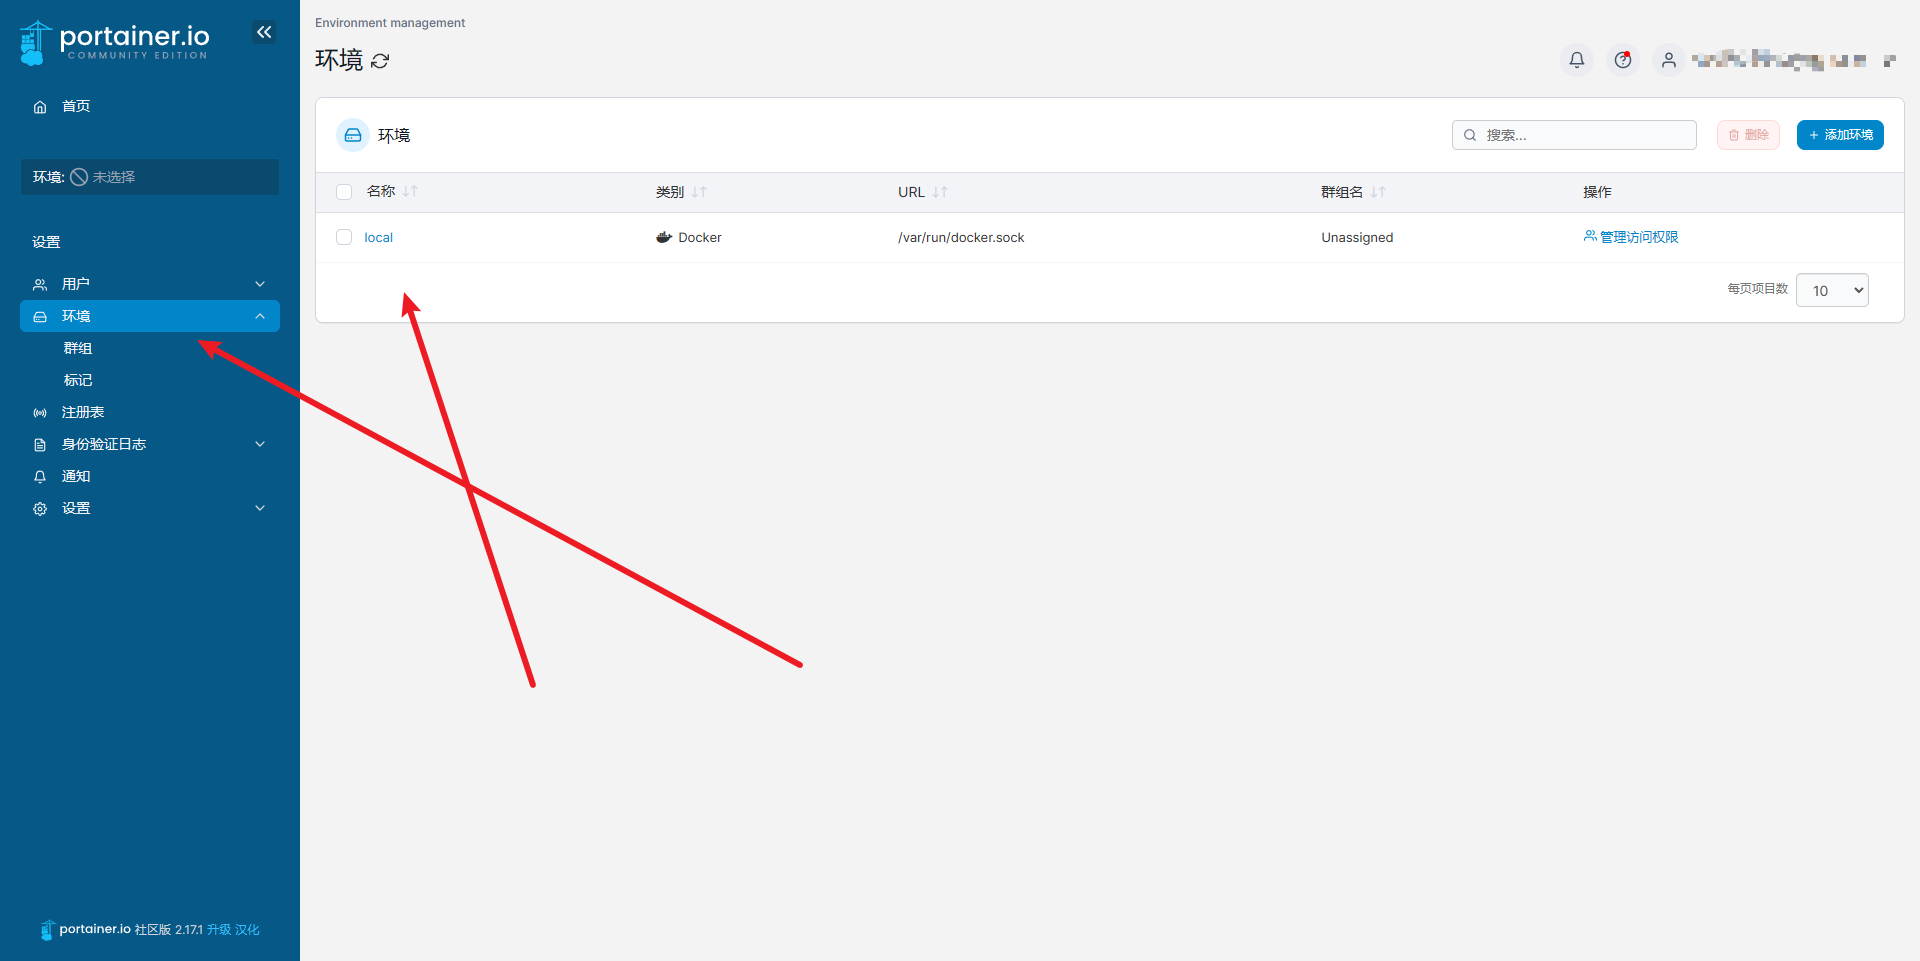 portainer.io
COMMUNITY EDITION
首页
环境: 未选择
设置
用户
环境
群组
标记
注册表
身份验证日志
通知
设置
portainer.io 社区版 2.17.1 升级 汉化
Environment management
环境
环境
搜索...
删除
添加环境
名称 类别 URL 群组名 操作
local Docker /var/run/docker.sock Unassigned 管理访问权限
每页项目数 10